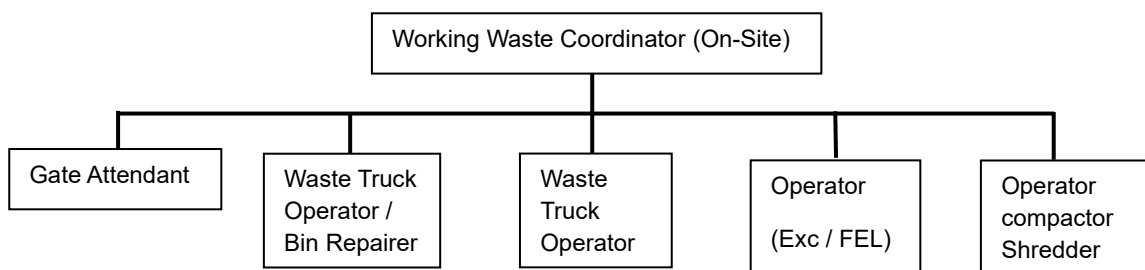 Working Waste Coordinator (On-Site)
Gate Attendant
Waste Truck
Operator /
Bin Repairer
Waste
Truck
Operator
Operator
(Exc / FEL)
Operator
compactor
Shredder